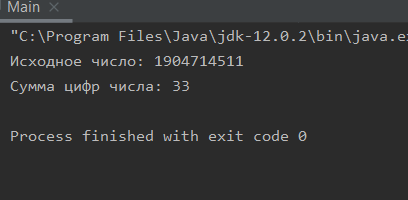 Main
"C:\Program Files\Java\jdk-12.0.2\bin\java.ex
Исходное число: 1904714511
Сумма цифр числа: 33
Process finished with exit code 0